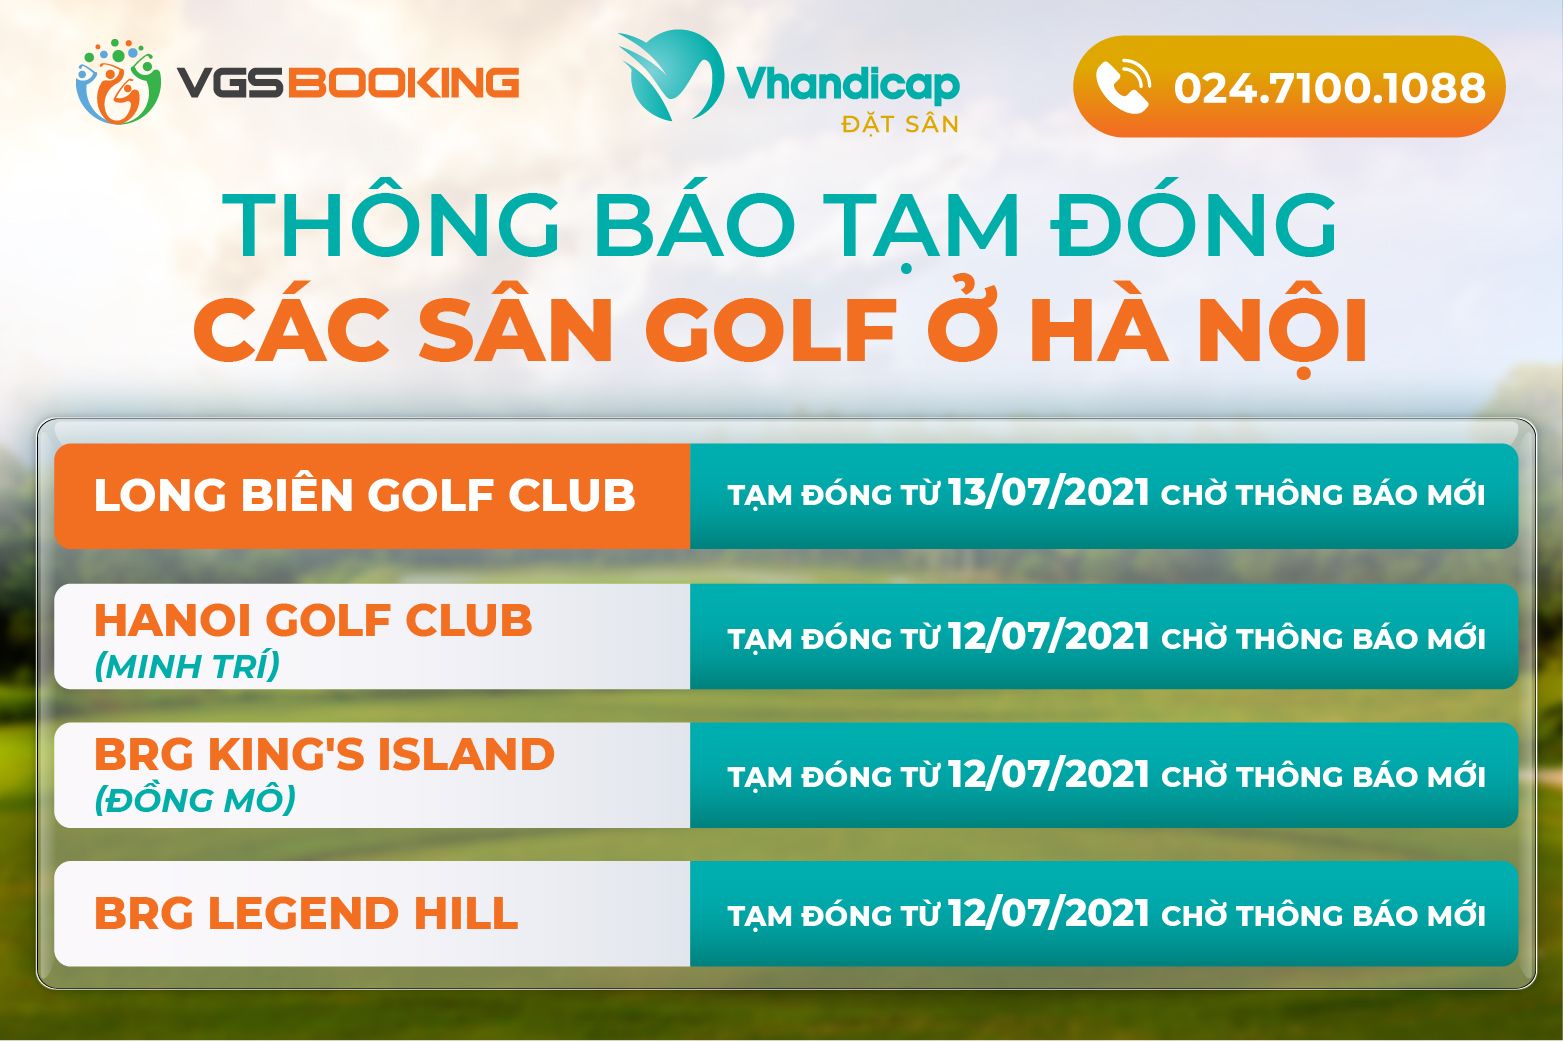 VGSBOOKING
Vhandicap
ĐẶT SÂN
024.7100.1088
THÔNG BÁO TẠM ĐÓNG
CÁC SÂN GOLF Ở HÀ NỘI
LONG BIÊN GOLF CLUB
TẠM ĐÓNG TỪ 13/07/2021 CHỜ THÔNG BÁO MỚI
HANOI GOLF CLUB
(MINH TRÍ)
TẠM ĐÓNG TỪ 12/07/2021 CHỜ THÔNG BÁO MỚI
BRG KING'S ISLAND
(ĐỒNG MÔ)
TẠM ĐÓNG TỪ 12/07/2021 CHỜ THÔNG BÁO MỚI
BRG LEGEND HILL
TẠM ĐÓNG TỪ 12/07/2021 CHỜ THÔNG BÁO MỚI